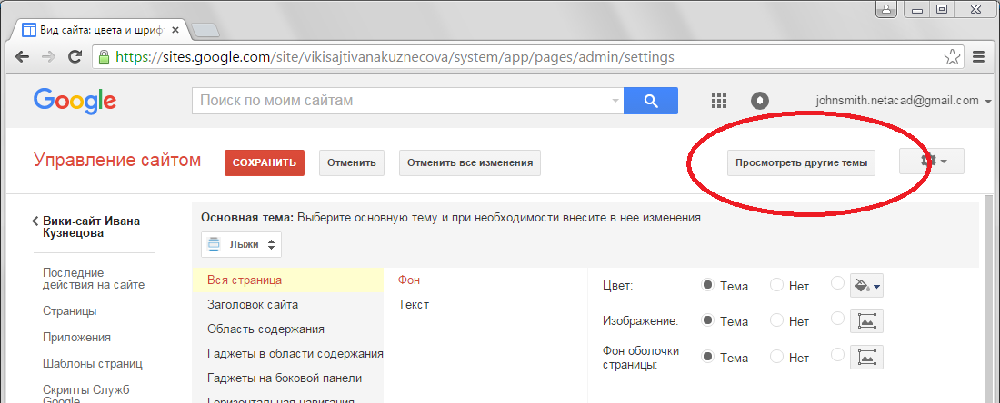 Вид сайта: цвета и шрифт
https://sites.google.com/site/vikisajtivanakuznecova/system/app/pages/admin/settings
Google
Поиск по моим сайтам
johnsmith.netacad@gmail.com
Управление сайтом
СОХРАНИТЬ
Отменить
Отменить все изменения
Просмотреть другие темы
Вики-сайт Ивана
Кузнецова
Последние
действия на сайте
Страницы
Приложения
Шаблоны страниц
Скрипты Служб
Google
Основная тема: Выберите основную тему и при необходимости внесите в нее изменения.
Лыжи
Вся страница
Заголовок сайта
Область содержания
Гаджеты в области содержания
Гаджеты на боковой панели
Горизонтальная навигация
Фон
Текст
Цвет:
Тема
Нет
Изображение:
Тема
Нет
Фон оболочки
страницы:
Тема
Нет